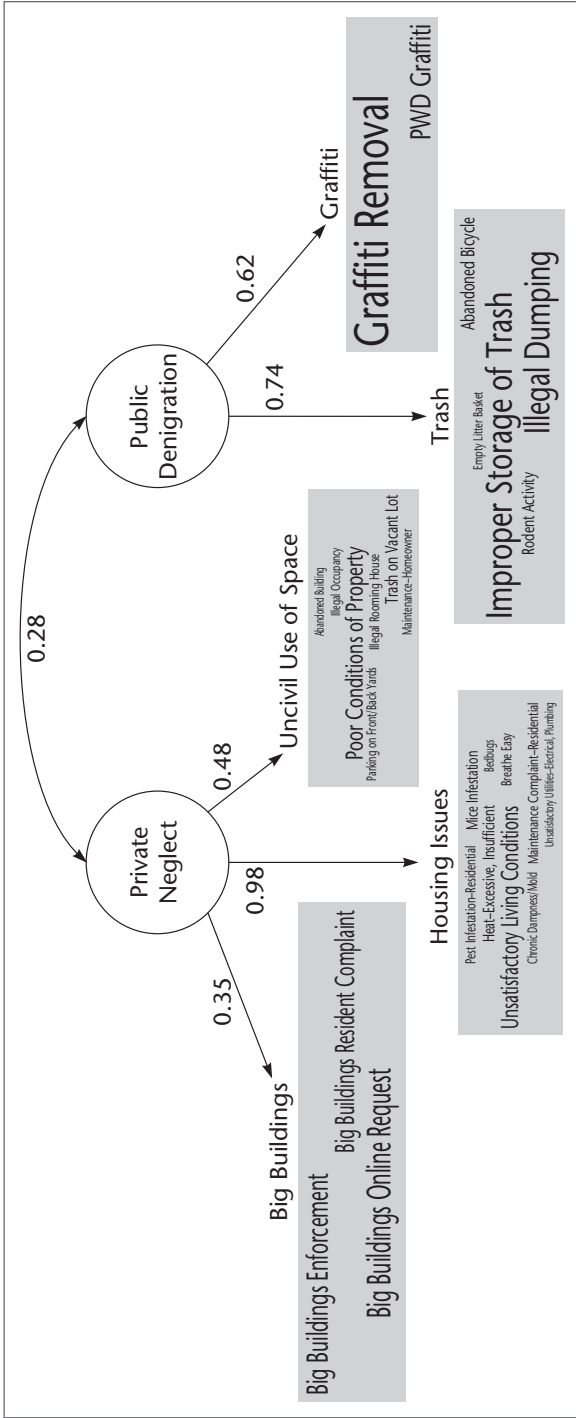 0.28
Private
Neglect
Public
Denigration
0.35
0.98
0.48
0.74
0.62
Big Buildings
Big Buildings Enforcement
Big Buildings Resident Complaint
Big Buildings Online Request
Housing Issues
Pest Infestation–Residential Mice Infestation
Heat–Excessive, Insufficient Bedbugs
Unsatisfactory Living Conditions Breathe Easy
Chronic Dampness/Mold Maintenance Complaint–Residential
Unsatisfactory Utilities–Electrical, Plumbing
Uncivil Use of Space
Abandoned Building
Illegal Occupancy
Poor Conditions of Property
Parking on Front/Back Yards Illegal Rooming House
Trash on Vacant Lot
Maintenance–Homeowner
Trash
Empty Litter Basket Abandoned Bicycle
Improper Storage of Trash
Rodent Activity
Illegal Dumping
Graffiti
Graffiti Removal
PWD Graffiti